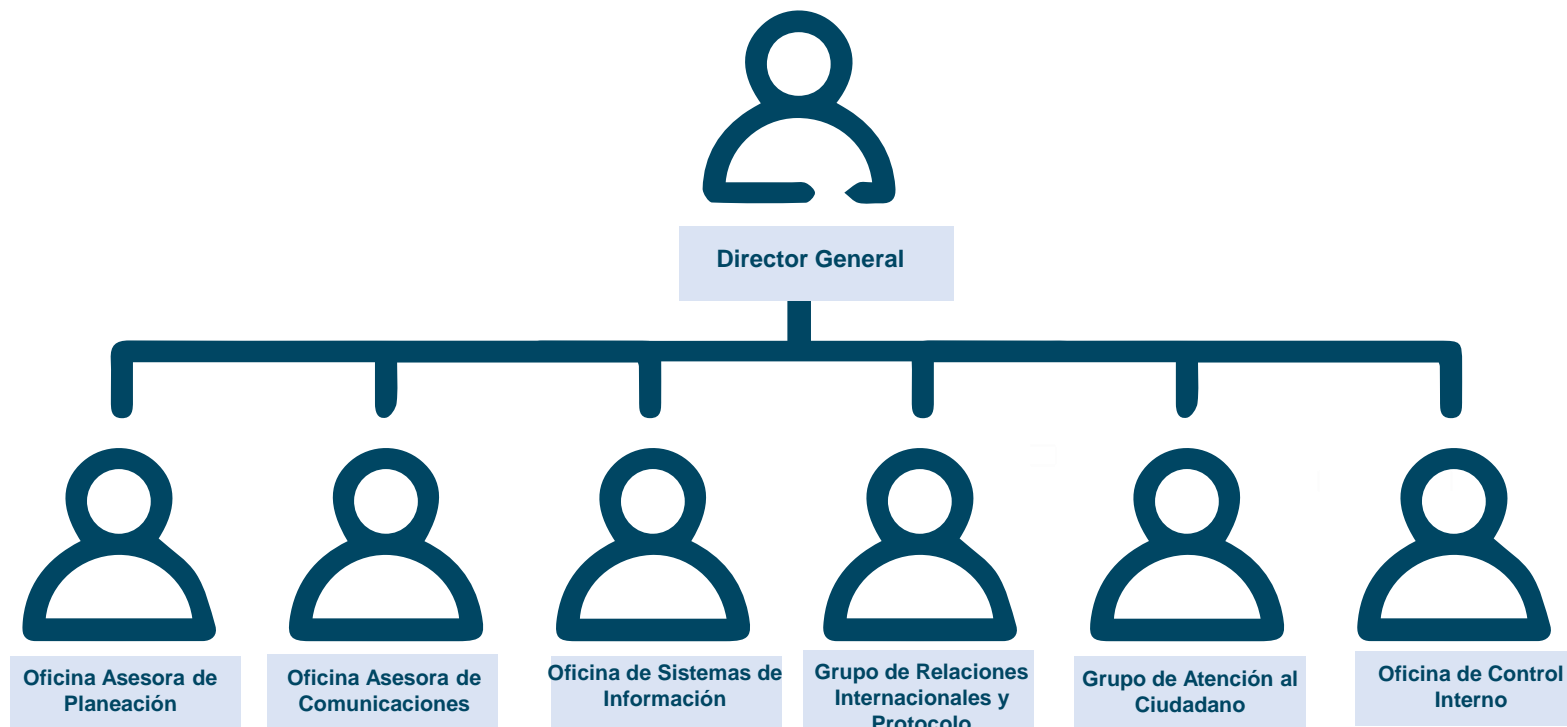 Director General
Oficina Asesora de
Planeación
Oficina Asesora de
Comunicaciones
Oficina de Sistemas de
Información
Grupo de Relaciones
Internacionales y
Protocolo
Grupo de Atención al
Ciudadano
Oficina de Control
Interno